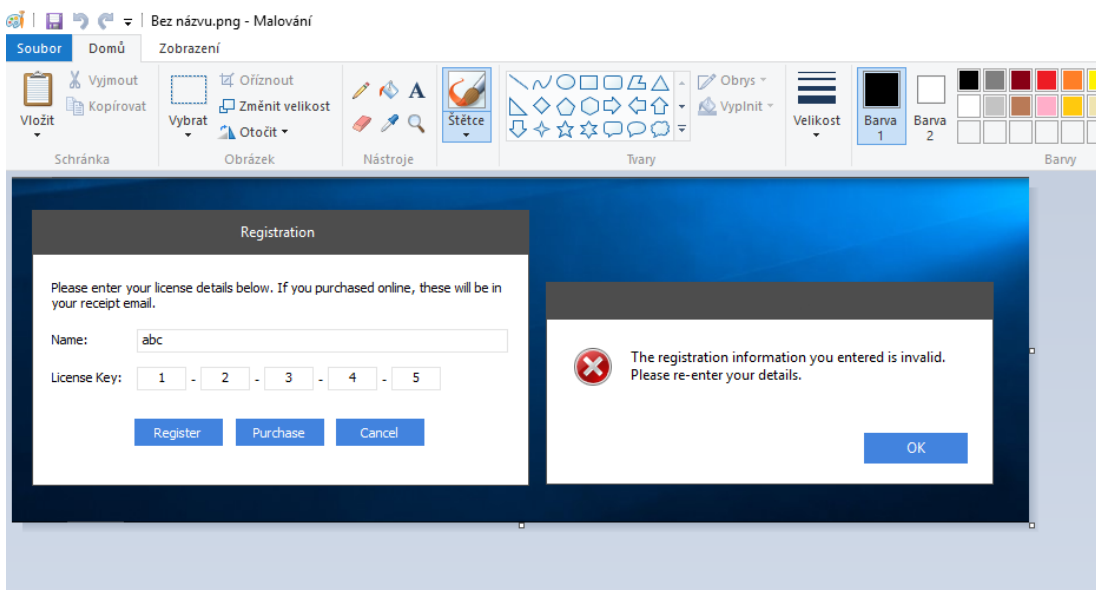 Bez názvu.png - Malování
Soubor Domů Zobrazení
Vložit
Vyjmout
Kopírovat
Schránka
Vybrat
Oříznout
Změnit velikost
Otočit
Obrázek
A
Nástroje
Štětce
Obrys
Vyplnit
Tvary
Velikost
Barva
1
Barva
2
Barvy
Registration
Please enter your license details below. If you purchased online, these will be in
your receipt email.
Name: abc
License Key: 1 - 2 - 3 - 4 - 5
Register Purchase Cancel
The registration information you entered is invalid.
Please re-enter your details.
OK